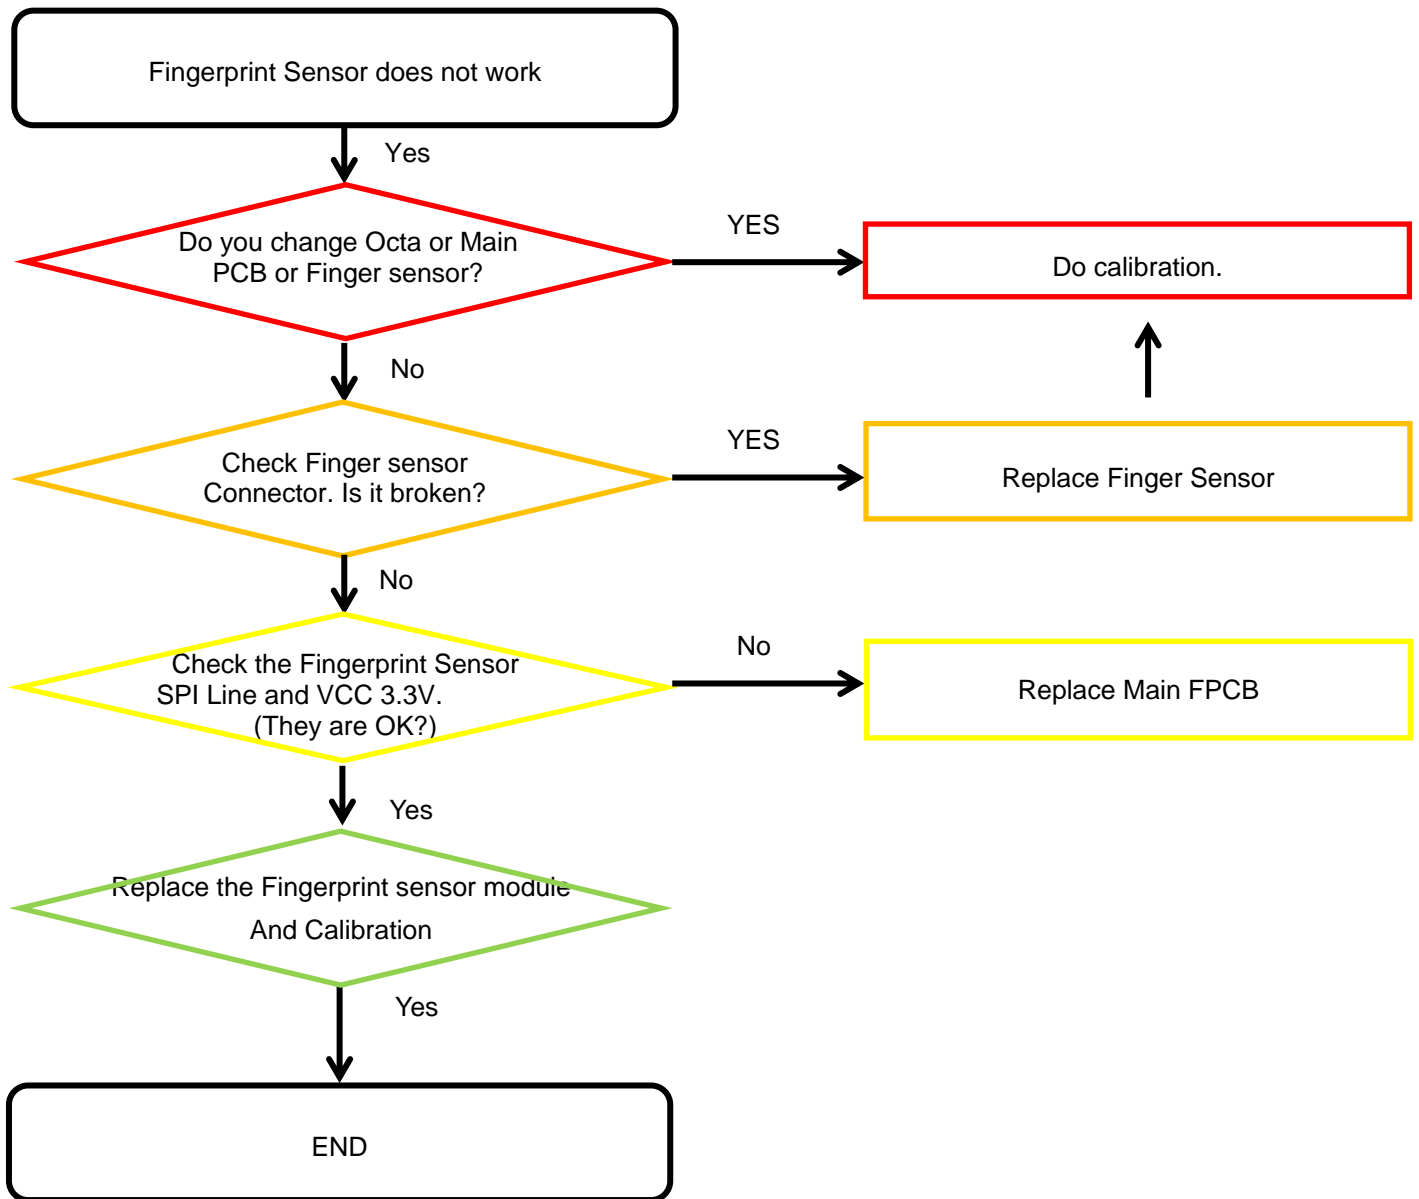 Fingerprint Sensor does not work
Yes
Do you change Octa or Main
PCB or Finger sensor?
YES
Do calibration.
No
Check Finger sensor
Connector. Is it broken?
YES
Replace Finger Sensor
No
Check the Fingerprint Sensor
SPI Line and VCC 3.3V.
(They are OK?)
No
Replace Main FPCB
Yes
Replace the Fingerprint sensor module
And Calibration
Yes
END